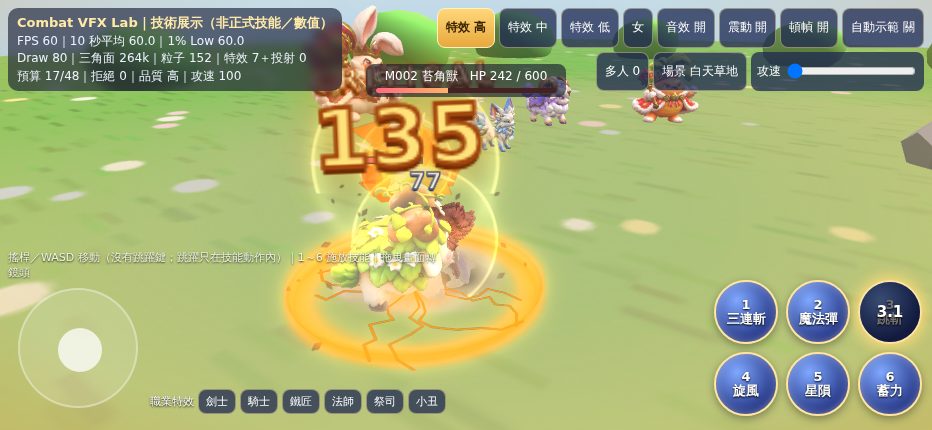 Combat VFX Lab｜技術展示（非正式技能／數值）
FPS 60｜10 秒平均 60.0｜1% Low 60.0
Draw 80｜三角面 264k｜粒子 152｜特效 7＋投射 0
預算 17/48｜拒絕 0｜品質 高｜攻速 100
特效 高
特效 中
特效 低
女
音效 開
震動 開
頓幀 開
自動示範 關
多人 0
場景 白天草地
攻速
M002 苔角獸 HP 242 / 600
135
77
搖桿／WASD 移動（沒有跳躍鍵；跳躍只在技能動作內）｜1～6 施放技能｜拖曳畫面轉
鏡頭
1
三連斬
2
魔法彈
3.1
4
旋風
5
星隕
6
蓄力
職業特效
劍士
騎士
鐵匠
法師
祭司
小丑